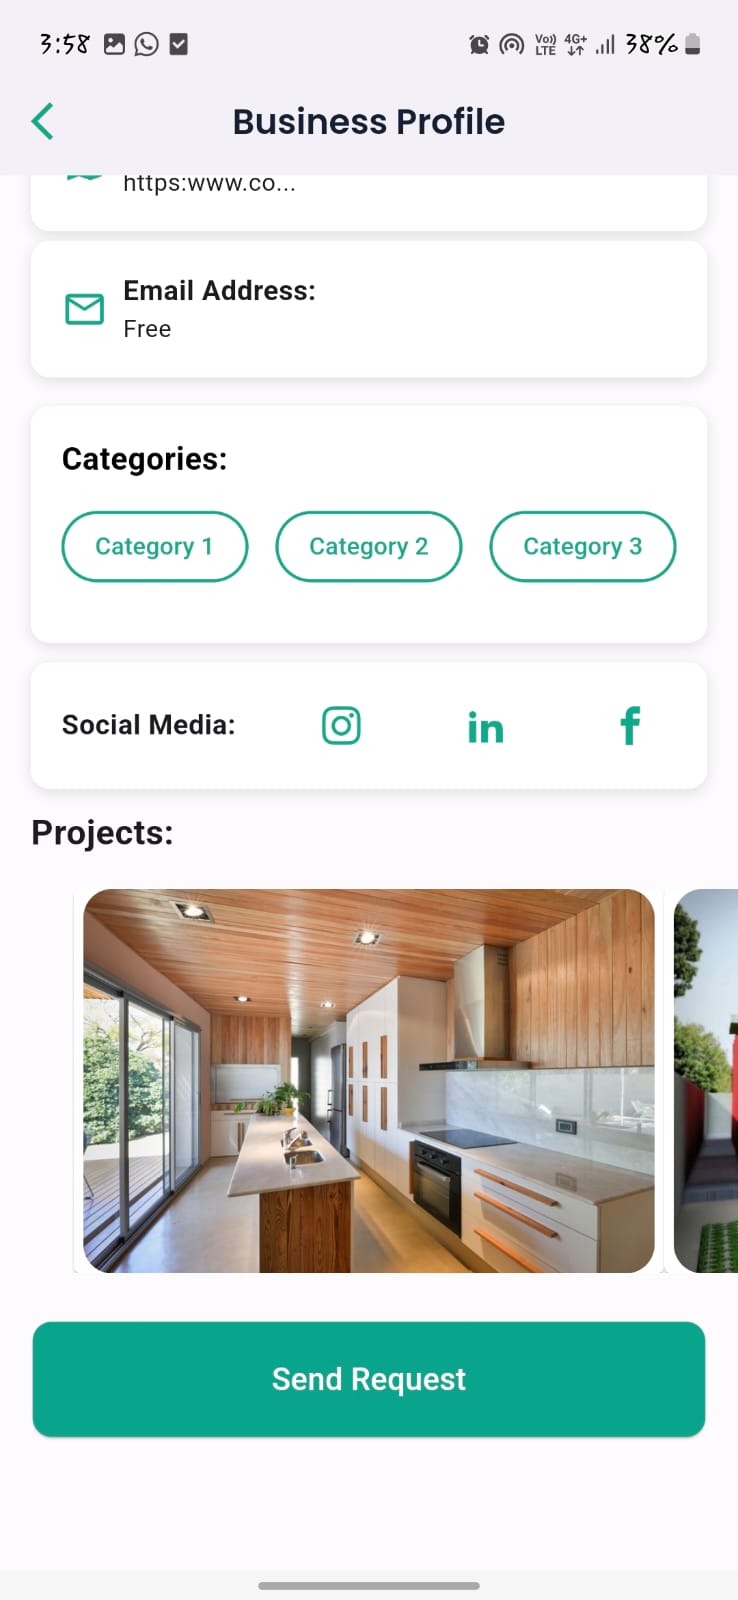 3:58 Vo)) LTE 4G+ 38%
Business Profile
https:www.co...
Email Address:
Free
Categories:
Category 1 Category 2 Category 3
Social Media: in f
Projects:
Send Request